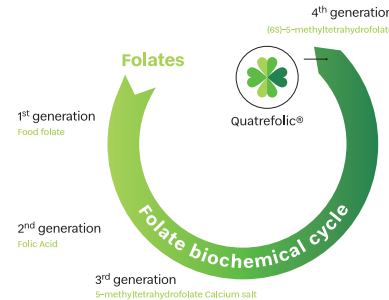 4th generation
(6S)-5-methyltetrahydrofolate
Folates
Quatrefolic®
1st generation
Food folate
2nd generation
Folic Acid
3rd generation
5-methyltetrahydrofolate Calcium salt
Folate biochemical cycle